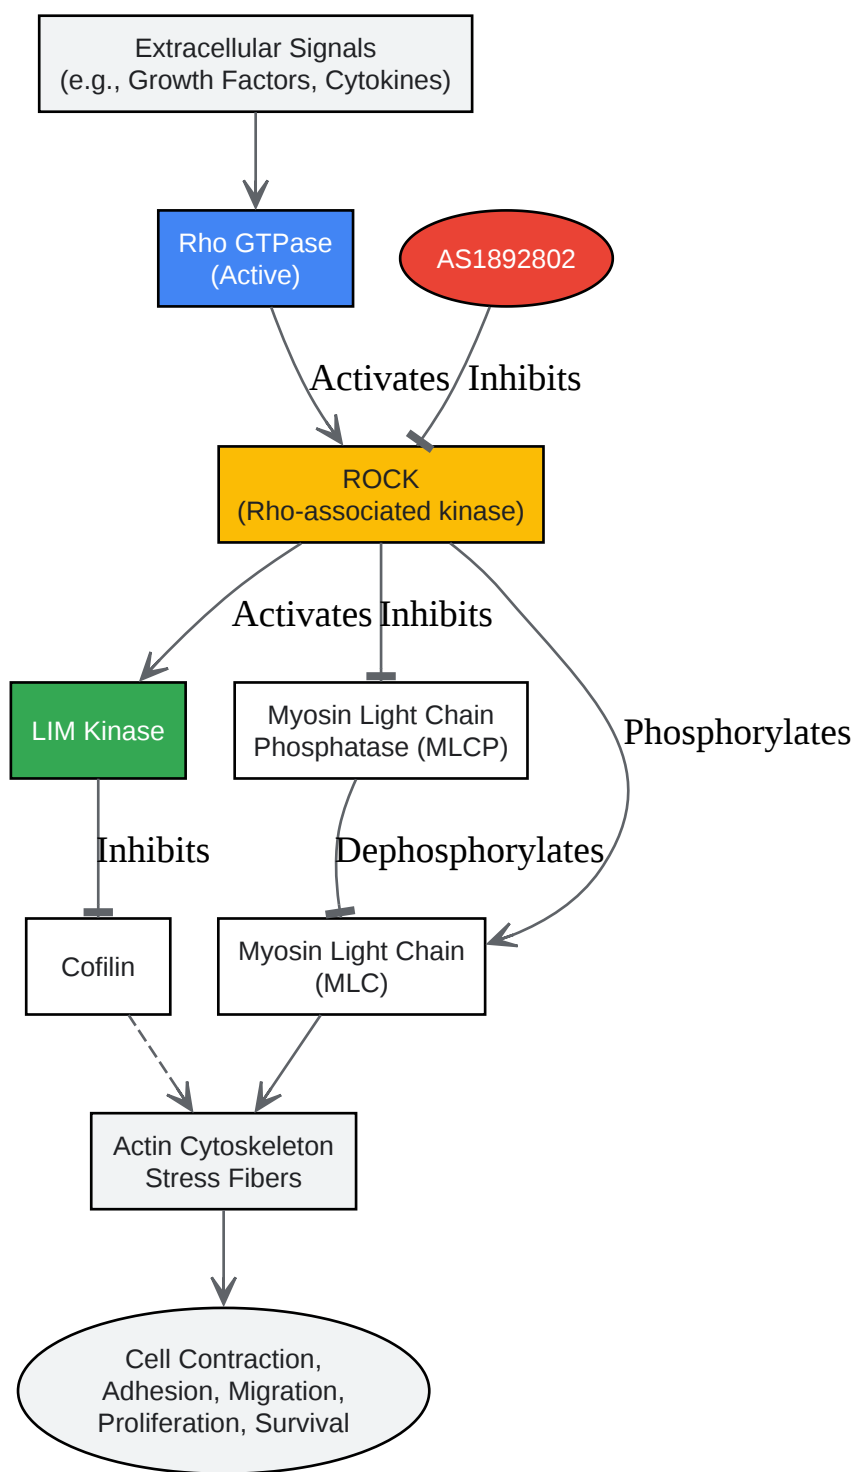 Extracellular Signals
(e.g., Growth Factors, Cytokines)
Rho GTPase
(Active)
AS1892802
Activates
Inhibits
ROCK
(Rho-associated kinase)
Activates
Inhibits
Phosphorylates
LIM Kinase
Myosin Light Chain
Phosphatase (MLCP)
Inhibits
Dephosphorylates
Cofilin
Myosin Light Chain
(MLC)
Actin Cytoskeleton
Stress Fibers
Cell Contraction,
Adhesion, Migration,
Proliferation, Survival